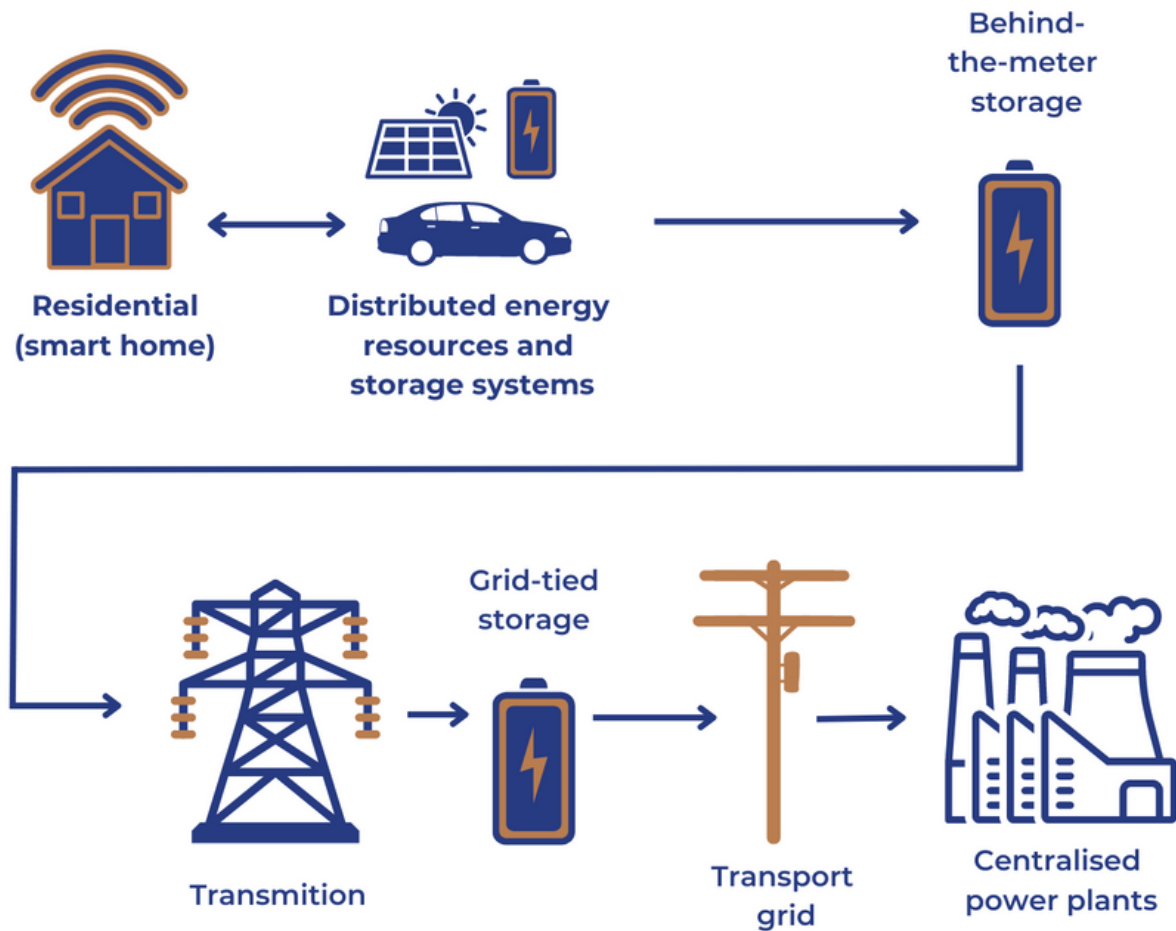 Behind-
the-meter
storage
Residential
(smart home)
Distributed energy
resources and
storage systems
Grid-tied
storage
Transmition
Transport
grid
Centralised
power plants